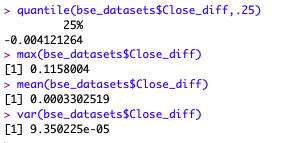 > quantile(bse_datasets$Close_diff,.25)
25%
-0.004121264
> max(bse_datasets$Close_diff)
[1] 0.1158004
> mean(bse_datasets$Close_diff)
[1] 0.0003302519
> var(bse_datasets$Close_diff)
[1] 9.350225e-05